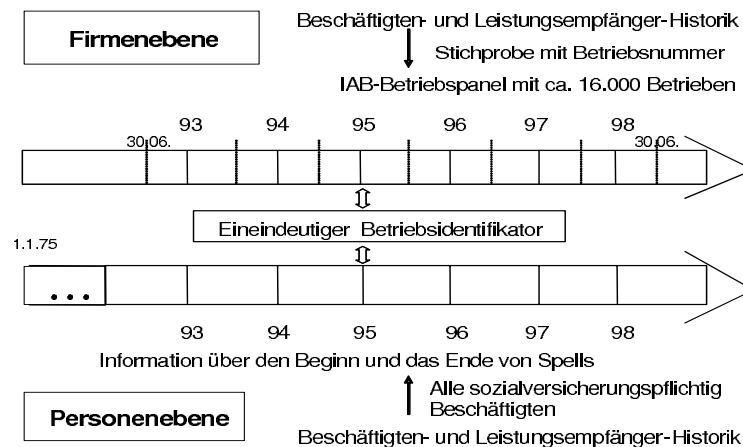 Beschäftigten- und Leistungsempfänger-Historik
Firmenebene
Stichprobe mit Betriebsnummer
IAB-Betriebspanel mit ca. 16.000 Betrieben
93 94 95 96 97 98
30.06. 30.06.
Eineindeutiger Betriebsidentifikator
1.1.75
...
93 94 95 96 97 98
Information über den Beginn und das Ende von Spells
Alle sozialversicherungspflichtig
Beschäftigten
Personenebene
Beschäftigten- und Leistungsempfänger-Historik